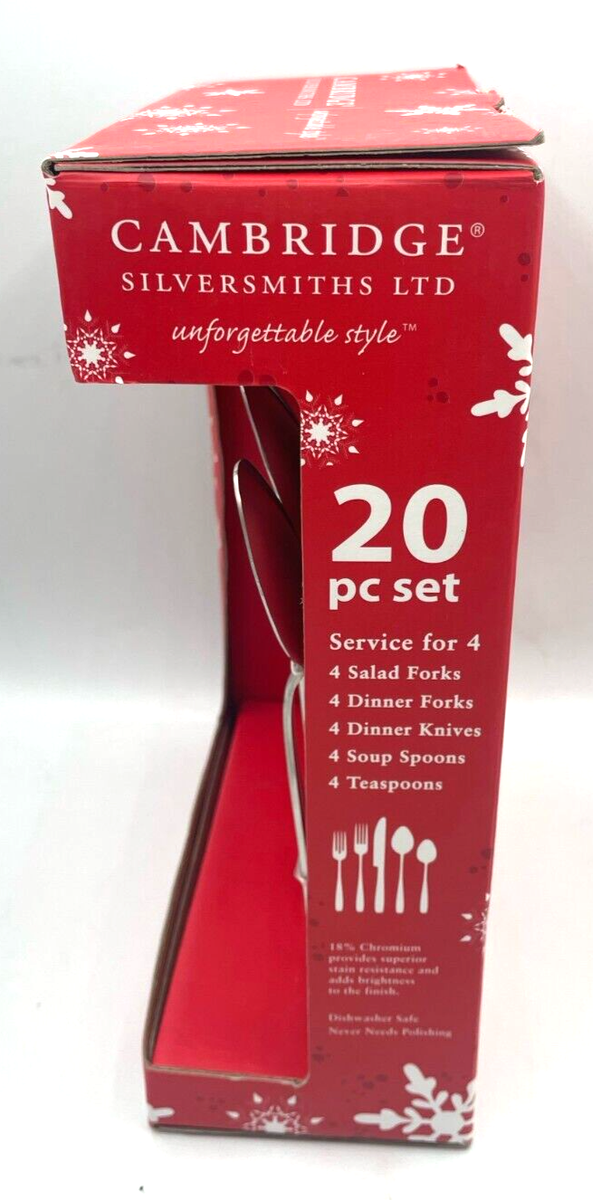 CAMBRIDGE®
SILVERSMITHS LTD
unforgettable style™
20
pc set
Service for 4
4 Salad Forks
4 Dinner Forks
4 Dinner Knives
4 Soup Spoons
4 Teaspoons
18% Chromium
provides superior
stain resistance and
adds brightness
to the finish.
Dishwasher Safe
Never Needs Polishing